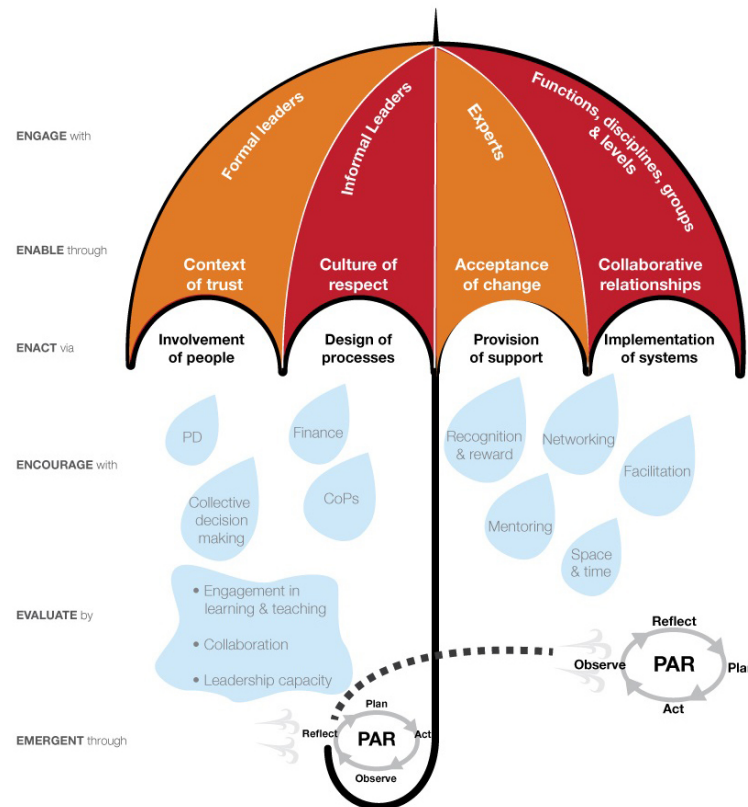 ENGAGE with
Formal leaders
Informal Leaders
Experts
Functions, disciplines, groups
& levels
ENABLE through
Context
of trust
Culture of
respect
Acceptance
of change
Collaborative
relationships
ENACT via
Involvement
of people
Design of
processes
Provision
of support
Implementation
of systems
ENCOURAGE with
PD
Finance
Recognition
& reward
Networking
Facilitation
Collective
decision
making
CoPs
Mentoring
Space
& time
EVALUATE by
• Engagement in
learning & teaching
• Collaboration
• Leadership capacity
Reflect
Observe
PAR
Pla
Act
EMERGENT through
Plan
Reflect
PAR
Act
Observe